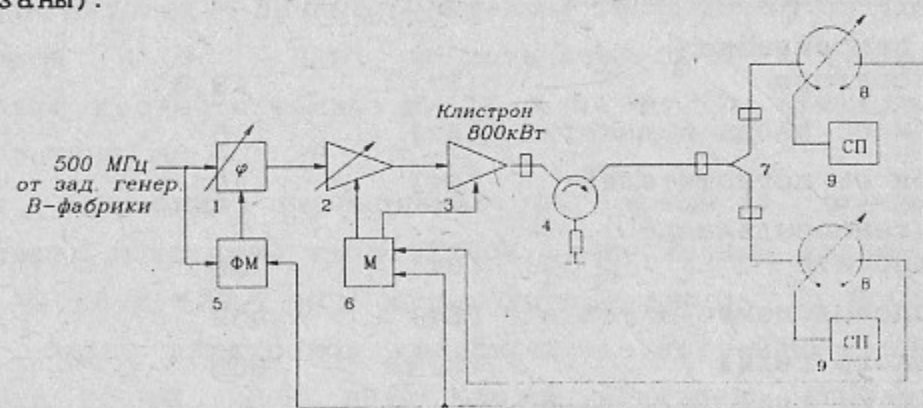 заны).
8
Клистрон
800кВт
СП
500 МГц
от зад. генер.
В-фабрики
φ
1
2
3
7
9
4
ФМ
М
5
6
8
СП
9